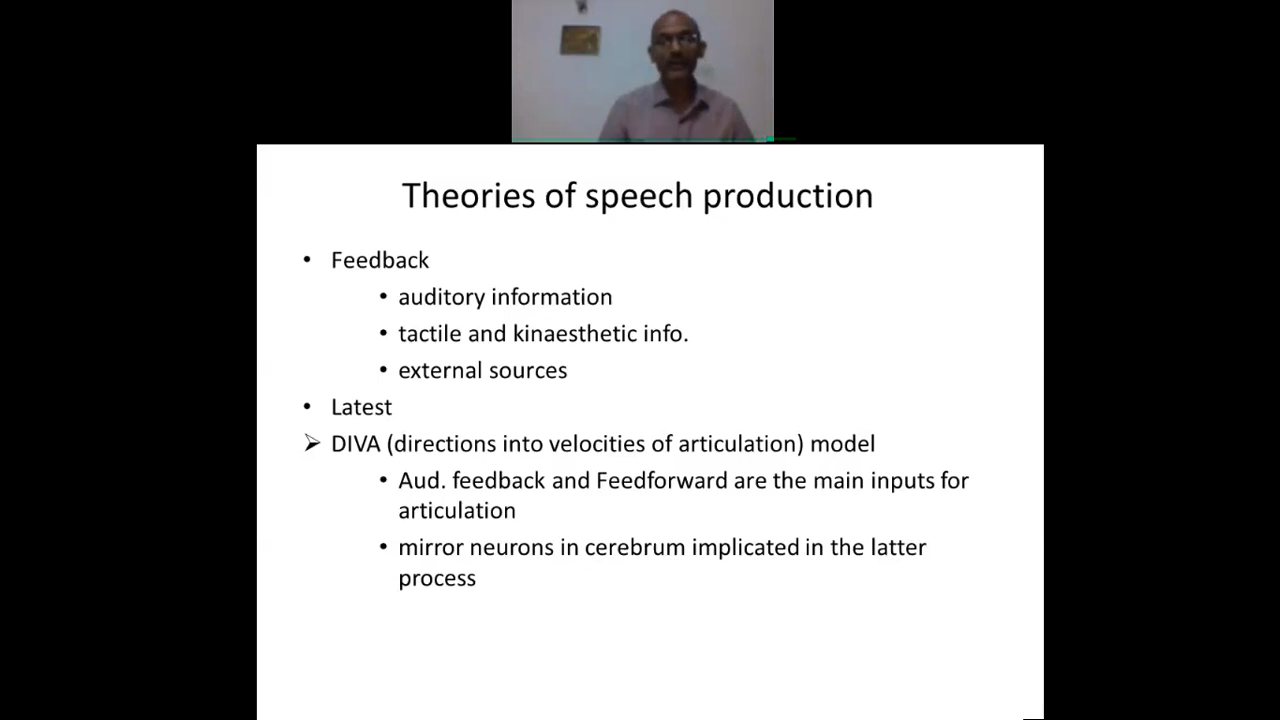 Theories of speech production
• Feedback
• auditory information
• tactile and kinaesthetic info.
• external sources
• Latest
➢ DIVA (directions into velocities of articulation) model
• Aud. feedback and Feedforward are the main inputs for
articulation
• mirror neurons in cerebrum implicated in the latter
process